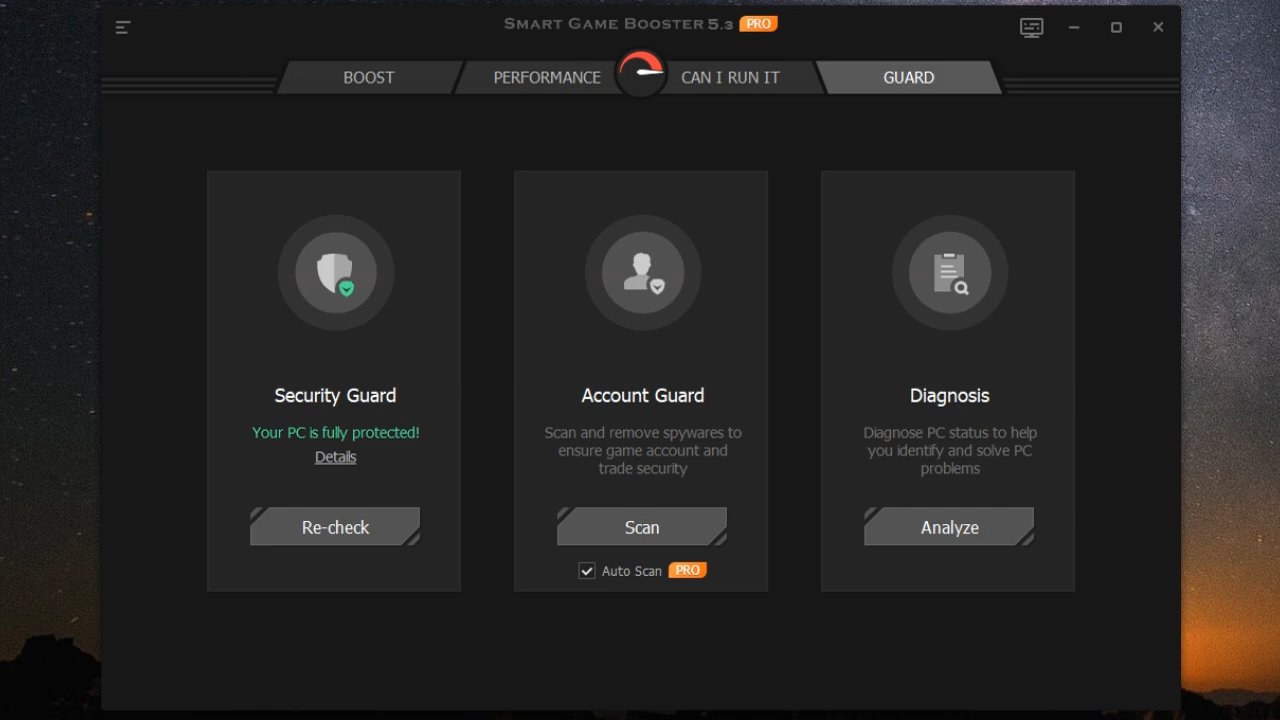 SMART GAME BOOSTER 5.3 PRO
BOOST
PERFORMANCE
CAN I RUN IT
GUARD
Security Guard
Your PC is fully protected!
Details
Re-check
Account Guard
Scan and remove spywares to
ensure game account and
trade security
Scan
Auto Scan PRO
Diagnosis
Diagnose PC status to help
you identify and solve PC
problems
Analyze